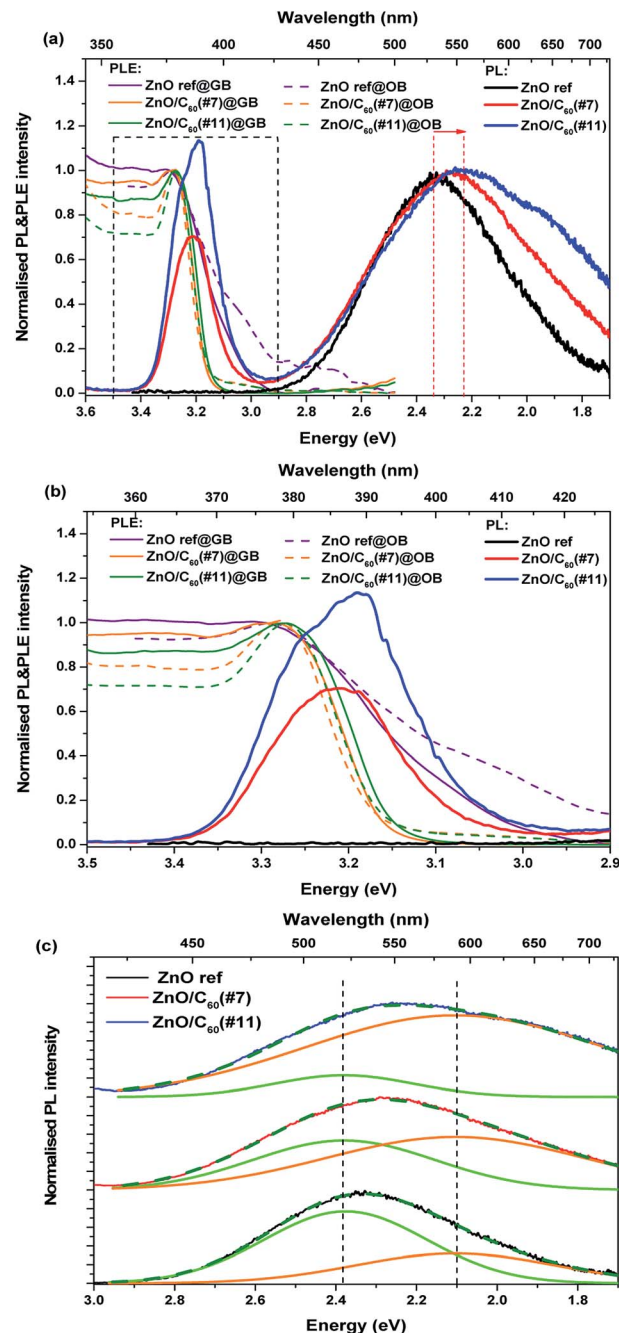 Wavelength (nm)
(a)
350 375 400 425 450 475 500 525 550 575 600 625 650 700
PLE: PL:
ZnO ref@GB ZnO ref@OB ZnO ref
ZnO/C60(#7)@GB ZnO/C60(#7)@OB ZnO/C60(#7)
ZnO/C60(#11)@GB ZnO/C60(#11)@OB ZnO/C60(#11)
Normalised PL&PLE intensity
1.4
1.2
1.0
0.8
0.6
0.4
0.2
0.0
3.6 3.4 3.2 3.0 2.8 2.6 2.4 2.2 2.0 1.8
Energy (eV)
Wavelength (nm)
(b)
360 370 380 390 400 410 420
PLE: PL:
ZnO ref@GB ZnO ref@OB ZnO ref
ZnO/C60(#7)@GB ZnO/C60(#7)@OB ZnO/C60(#7)
ZnO/C60(#11)@GB ZnO/C60(#11)@OB ZnO/C60(#11)
Normalised PL&PLE intensity
1.4
1.2
1.0
0.8
0.6
0.4
0.2
0.0
3.5 3.4 3.3 3.2 3.1 3.0 2.9
Energy (eV)
Wavelength (nm)
(c)
450 500 550 600 650 700
ZnO ref
ZnO/C60(#7)
ZnO/C60(#11)
Normalised PL intensity
3.0 2.8 2.6 2.4 2.2 2.0 1.8
Energy (eV)